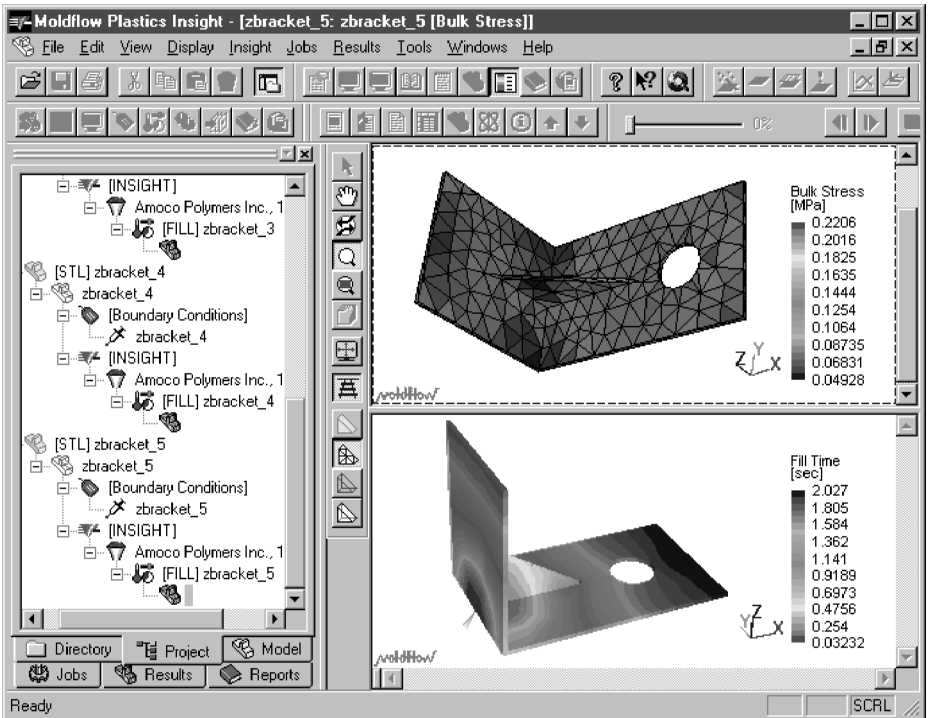 Moldflow Plastics Insight - [zbracket_5: zbracket_5 [Bulk Stress]]
File Edit View Display Insight Jobs Results Tools Windows Help
0%
[INSIGHT]
Amoco Polymers Inc., 1
[FILL] zbracket_3
[STL] zbracket_4
zbracket_4
[Boundary Conditions]
zbracket_4
[INSIGHT]
Amoco Polymers Inc., 1
[FILL] zbracket_4
[STL] zbracket_5
zbracket_5
[Boundary Conditions]
zbracket_5
[INSIGHT]
Amoco Polymers Inc., 1
[FILL] zbracket_5
Directory Project Model
Jobs Results Reports
Bulk Stress
[MPa]
0.2206
0.2016
0.1825
0.1635
0.1444
0.1254
0.1064
0.08735
0.06831
0.04928
Z Y X
moldflow
Fill Time
[sec]
2.027
1.805
1.584
1.362
1.141
0.9189
0.6973
0.4756
0.254
0.03232
Y Z X
moldflow
Ready
SCRL